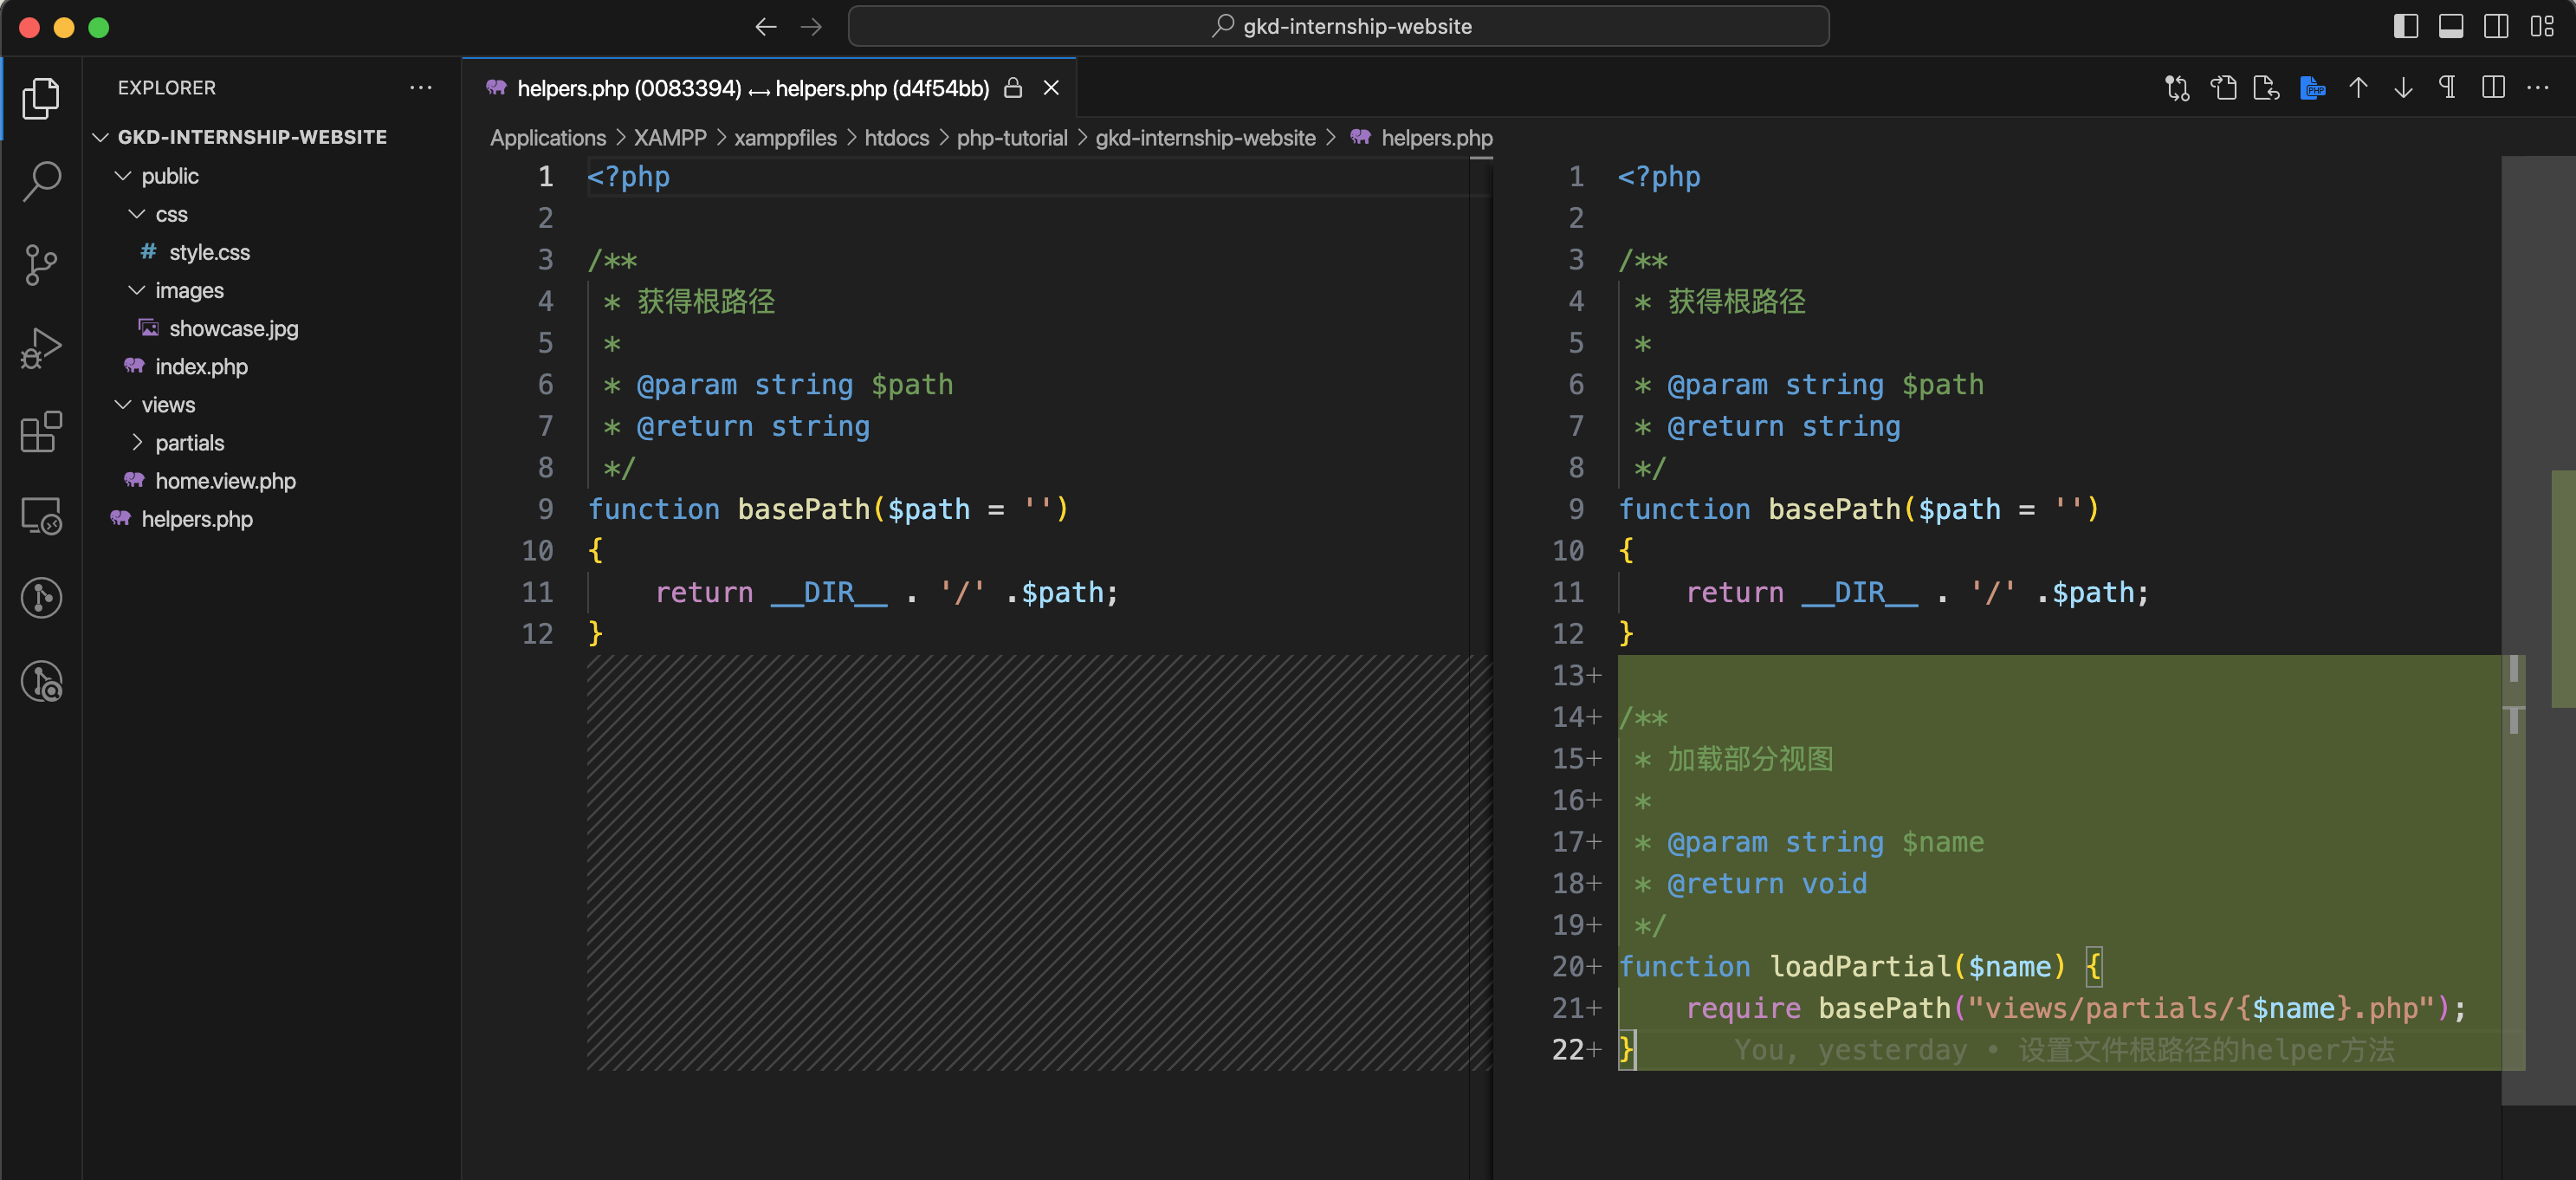 gkd-internship-website
EXPLORER
GKD-INTERNSHIP-WEBSITE
public
css
# style.css
images
showcase.jpg
index.php
views
partials
home.view.php
helpers.php
helpers.php (0083394) ↔ helpers.php (d4f54bb)
Applications > XAMPP > xamppfiles > htdocs > php-tutorial > gkd-internship-website > helpers.php
1 <?php
2
3 /**
4 * 获得根路径
5 *
6 * @param string $path
7 * @return string
8 */
9 function basePath($path = '')
10 {
11 return __DIR__ . '/' .$path;
12 }
1 <?php
2
3 /**
4 * 获得根路径
5 *
6 * @param string $path
7 * @return string
8 */
9 function basePath($path = '')
10 {
11 return __DIR__ . '/' .$path;
12 }
13+
14+ /**
15+ * 加载部分视图
16+ *
17+ * @param string $name
18+ * @return void
19+ */
20+ function loadPartial($name) {
21+ require basePath("views/partials/{$name}.php");
22+ } You, yesterday • 设置文件根路径的helper方法